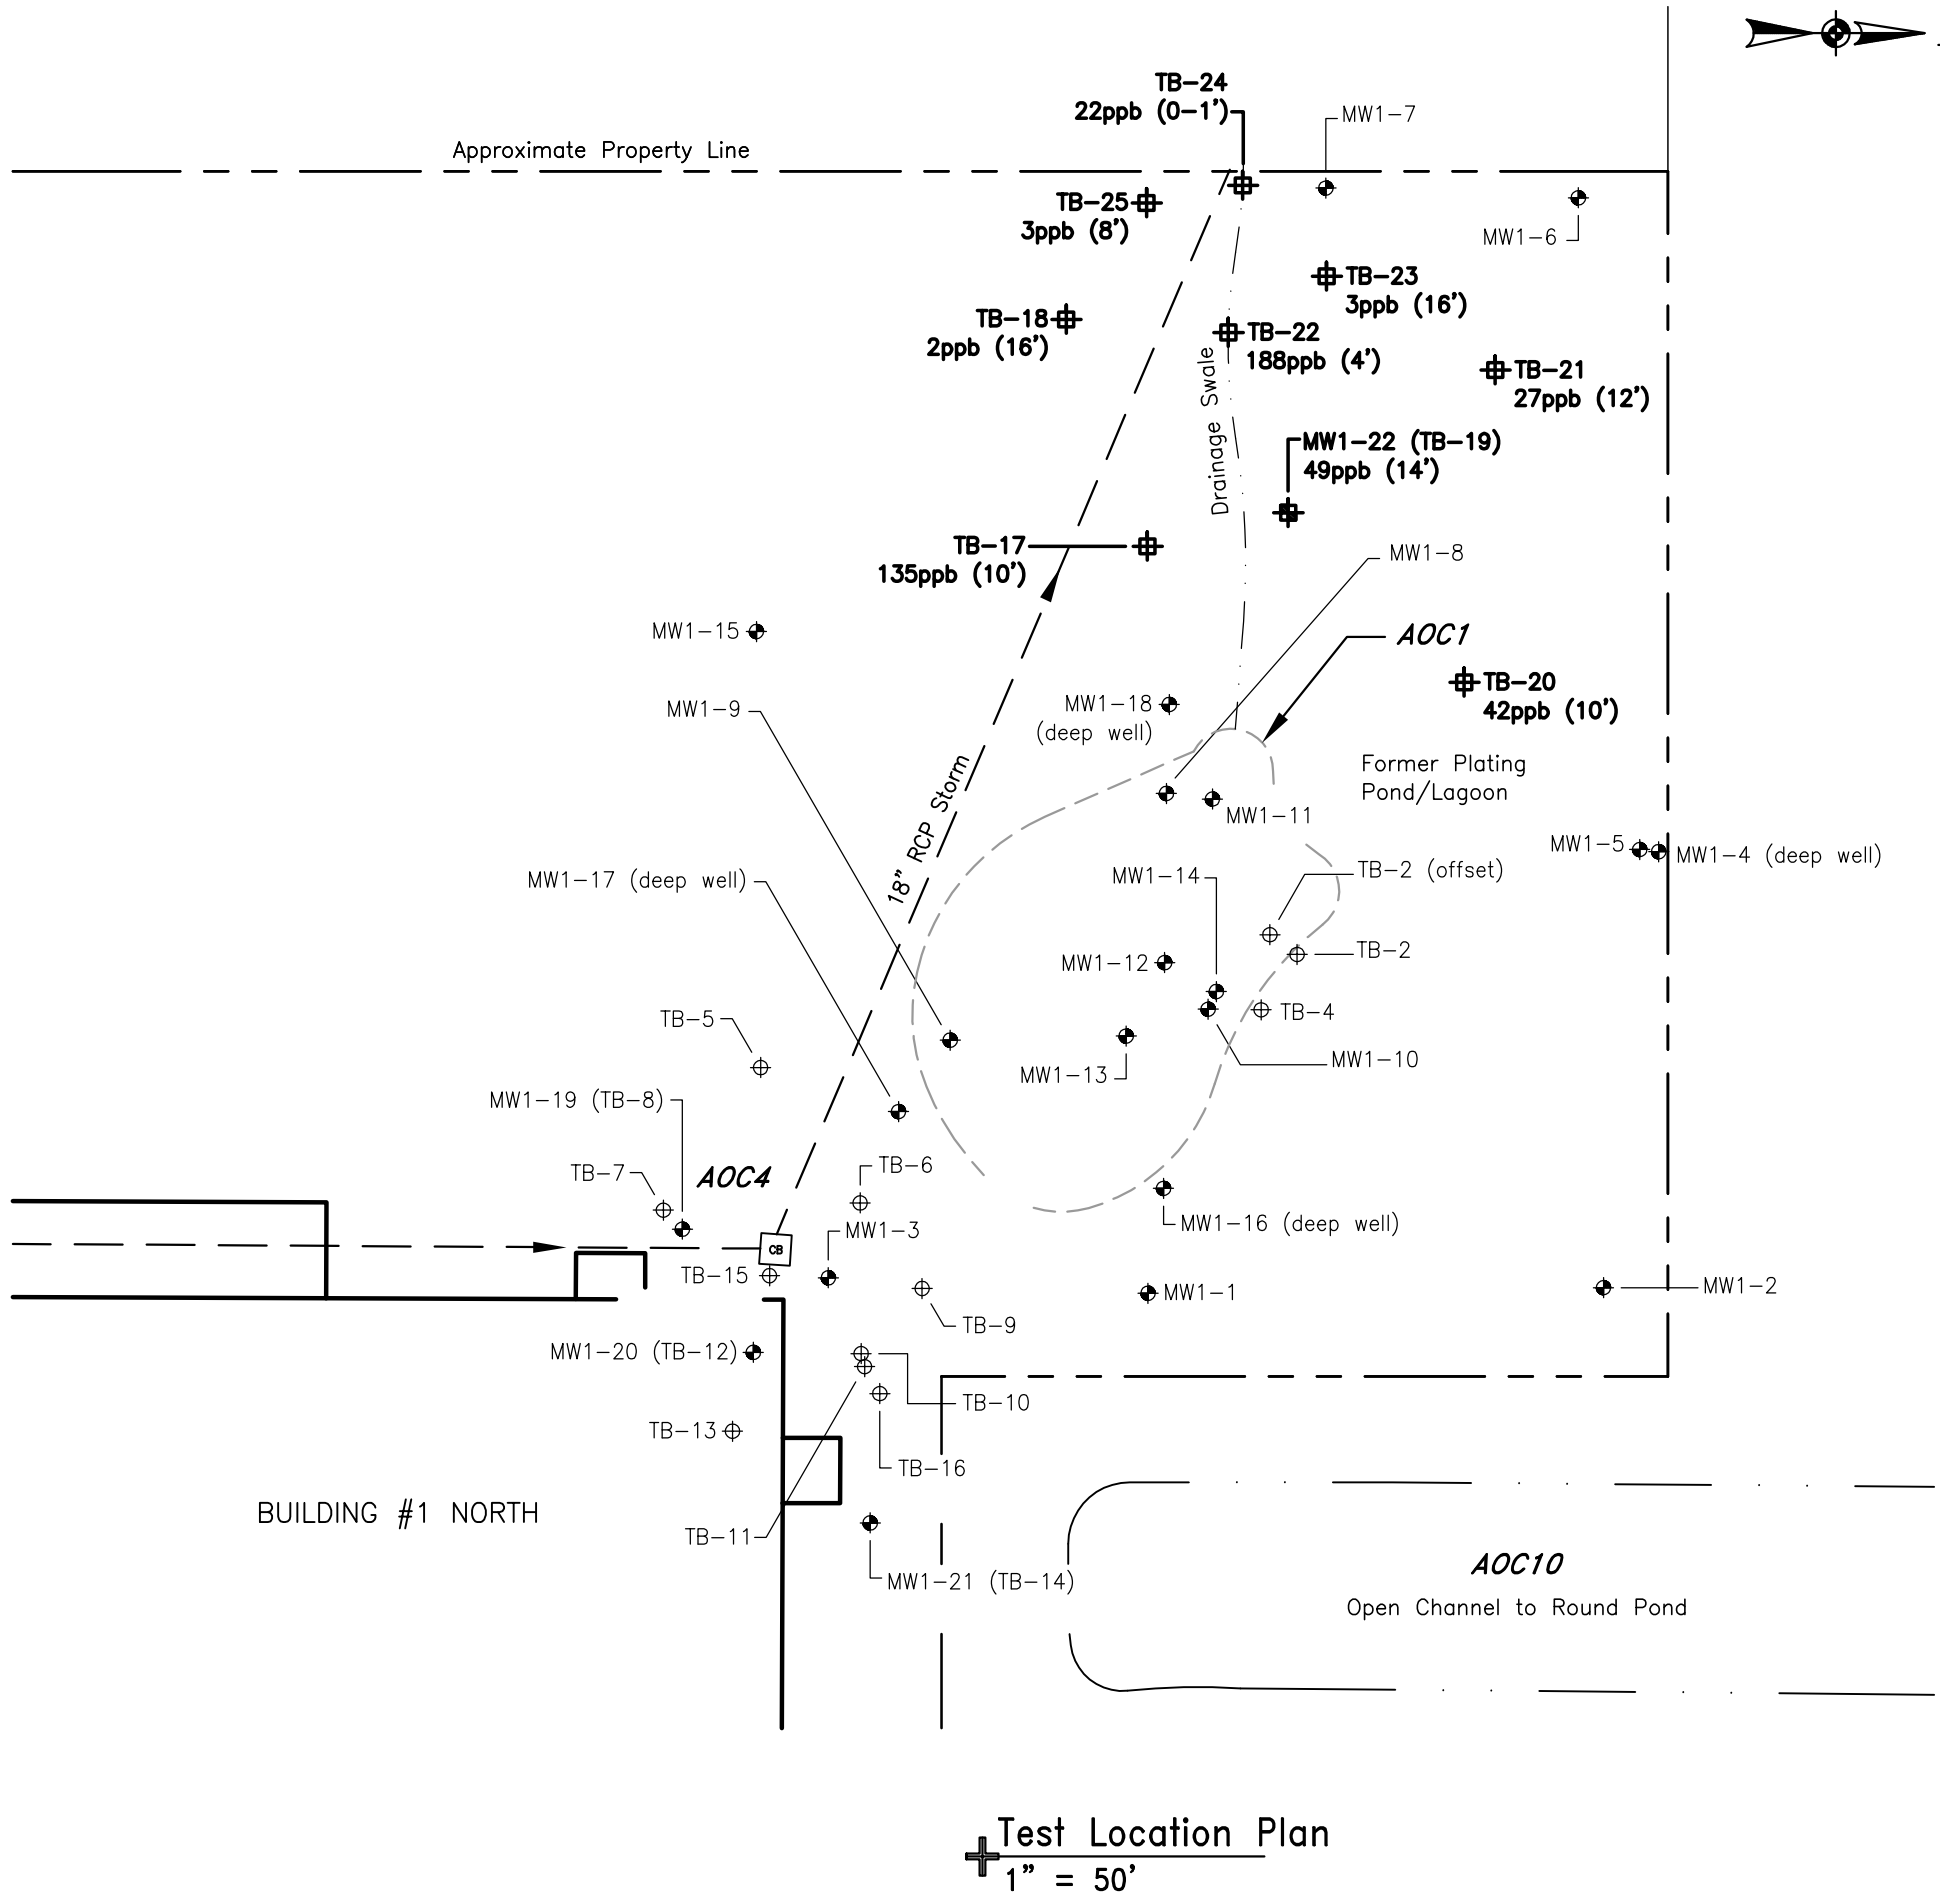 TB-24
22ppb (0-1')
MW1-7
Approximate Property Line
TB-25
3ppb (8')
MW1-6
TB-23
3ppb (16')
TB-18
2ppb (16')
TB-22
188ppb (4')
Drainage Swale
TB-21
27ppb (12')
MW1-22 (TB-19)
49ppb (14')
TB-17
135ppb (10')
MW1-8
MW1-15
AOC1
TB-20
42ppb (10')
MW1-9
MW1-18
(deep well)
Former Plating
Pond/Lagoon
18" RCP Storm
MW1-11
MW1-5
MW1-4 (deep well)
MW1-17 (deep well)
MW1-14
TB-2 (offset)
MW1-12
TB-2
TB-5
TB-4
MW1-13
MW1-10
MW1-19 (TB-8)
TB-7
AOC4
TB-6
MW1-3
MW1-16 (deep well)
CB
TB-15
MW1-1
MW1-2
TB-9
MW1-20 (TB-12)
TB-10
TB-13
TB-16
BUILDING #1 NORTH
TB-11
MW1-21 (TB-14)
AOC10
Open Channel to Round Pond
Test Location Plan
1" = 50'